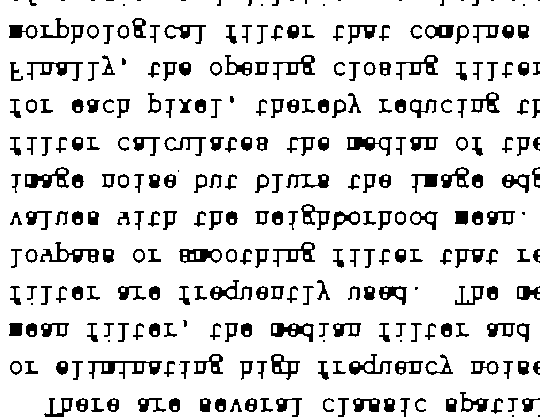 There are several classic spatial
or eliminating high frequency noise
mean filter, the median filter and
filter are frequently used. The me
lowpass or smoothing filter that re
values with the neighborhood mean.
image noise but blurs the image edg
filter calculates the median of the
for each pixel, thereby reducing th
Finally, the opening closing filter
morphological filter that combines